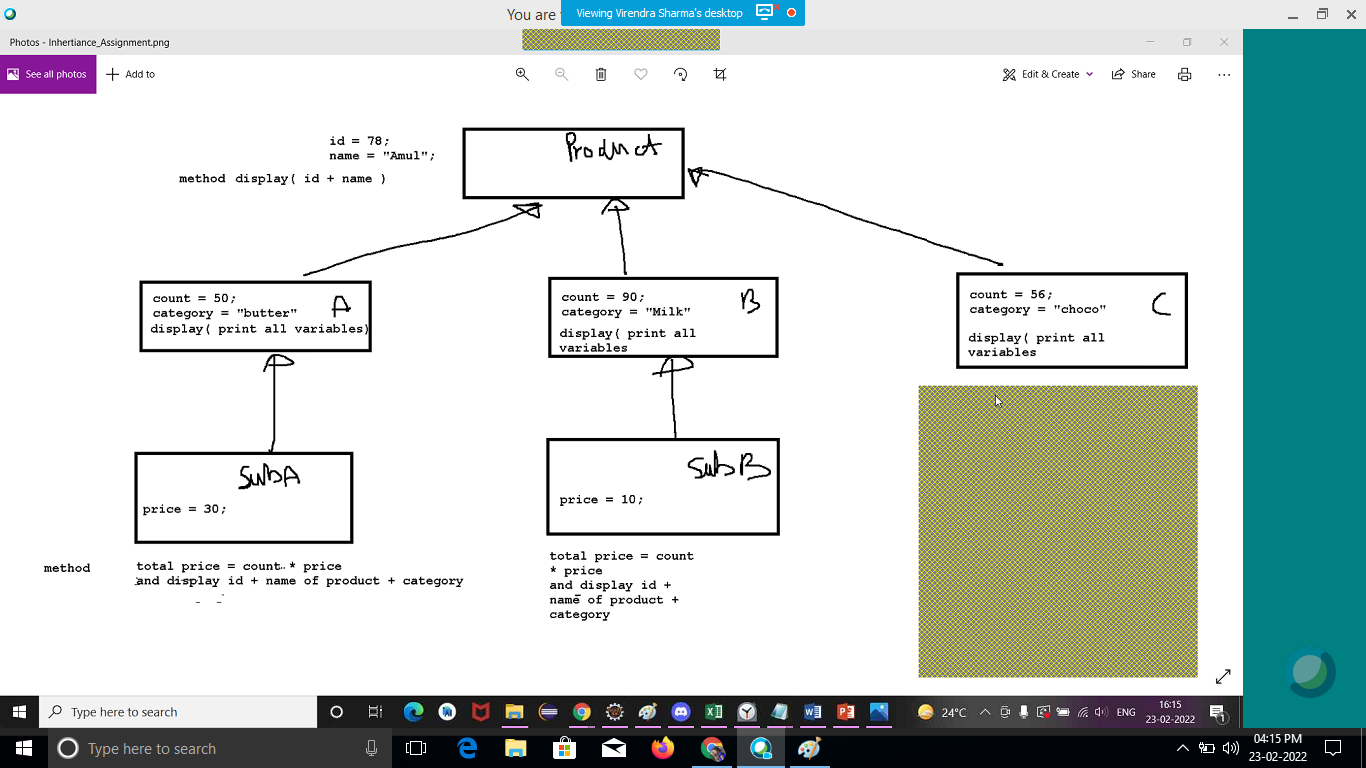 You are
Viewing Virendra Sharma's desktop
Photos - Inhertiance_Assignment.png
See all photos
Add to
Edit & Create
Share
id = 78;
name = "Amul";
method display( id + name )
Product
count = 50;
category = "butter"
display( print all variables)
A
count = 90;
category = "Milk"
display( print all
variables
B
count = 56;
category = "choco"
display( print all
variables
C
SubA
price = 30;
SubB
price = 10;
method
total price = count * price
and display id + name of product + category
total price = count
* price
and display id +
name of product +
category
Type here to search
24°C
ENG
16:15
23-02-2022
1
Type here to search
04:15 PM
23-02-2022